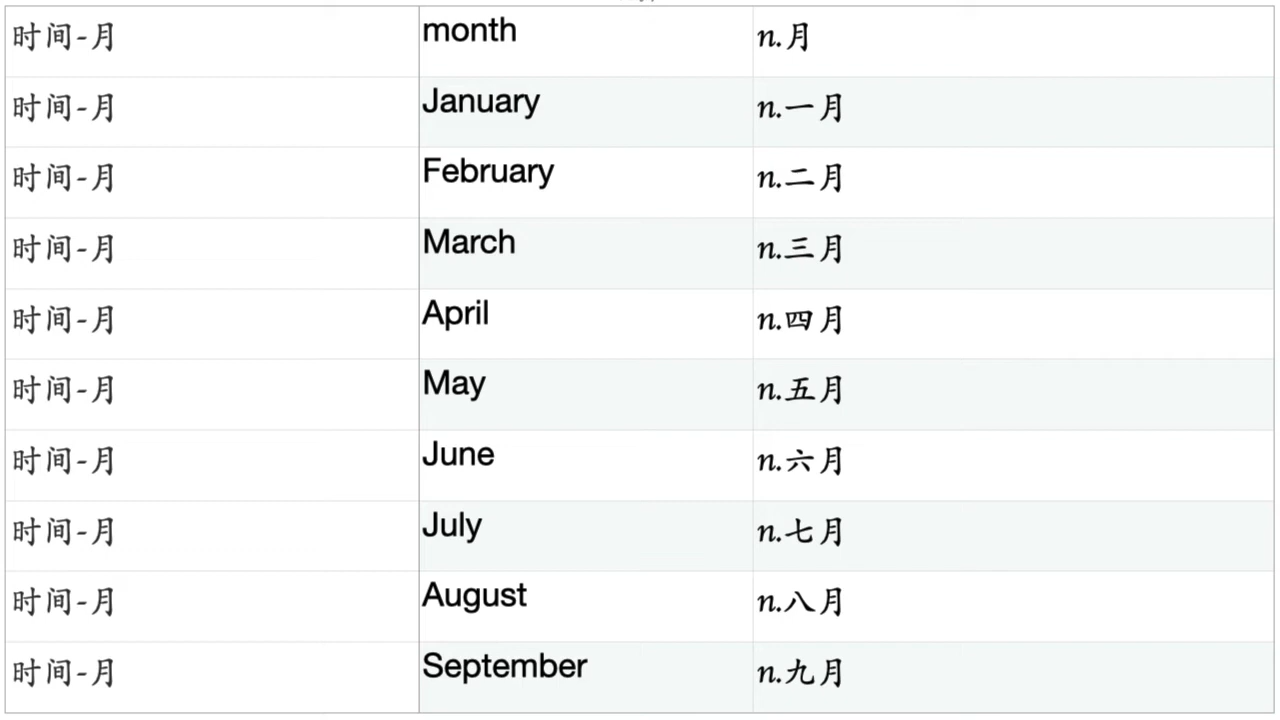 时间-月 month n.月
时间-月 January n.一月
时间-月 February n.二月
时间-月 March n.三月
时间-月 April n.四月
时间-月 May n.五月
时间-月 June n.六月
时间-月 July n.七月
时间-月 August n.八月
时间-月 September n.九月